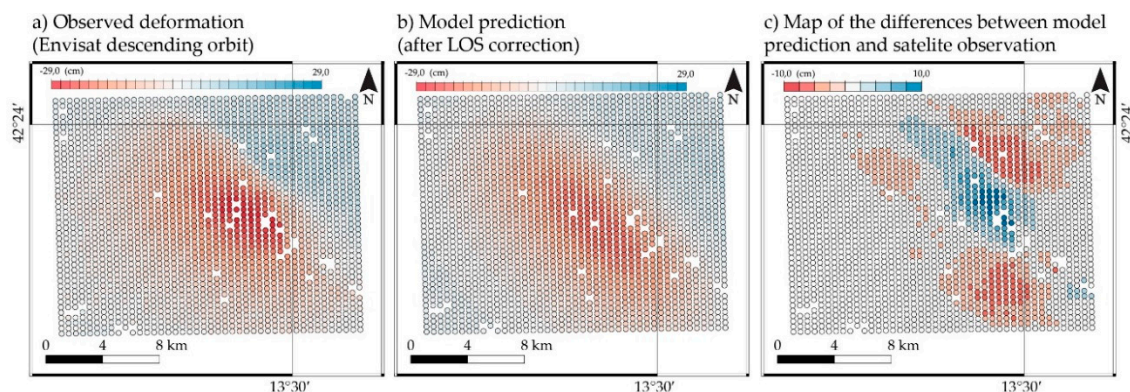 a) Observed deformation
(Envisat descending orbit)
-29,0 (cm)
29,0
N
42°24′
0 4 8 km
13°30′
b) Model prediction
(after LOS correction)
-29,0 (cm)
29,0
N
0 4 8 km
13°30′
c) Map of the differences between model
prediction and satelite observation
-10,0 (cm)
10,0
N
42°24′
0 4 8 km
13°30′